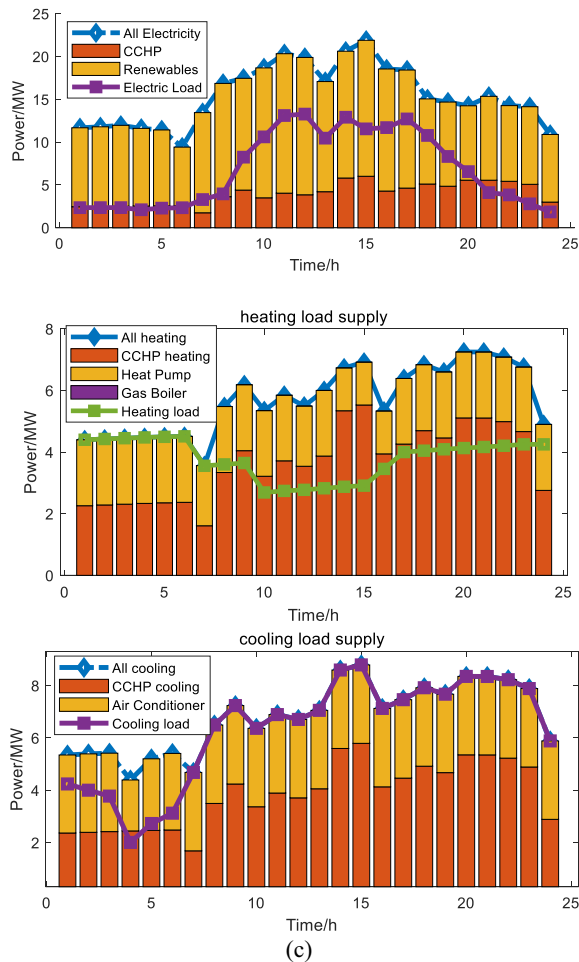 25
20
15
10
5
0
Power/MW
All Electricity
CCHP
Renewables
Electric Load
0 5 10 15 20 25
Time/h
heating load supply
8
6
4
2
0
Power/MW
All heating
CCHP heating
Heat Pump
Gas Boiler
Heating load
0 5 10 15 20 25
Time/h
cooling load supply
8
6
4
2
Power/MW
All cooling
CCHP cooling
Air Conditioner
Cooling load
0 5 10 15 20 25
Time/h
(c)